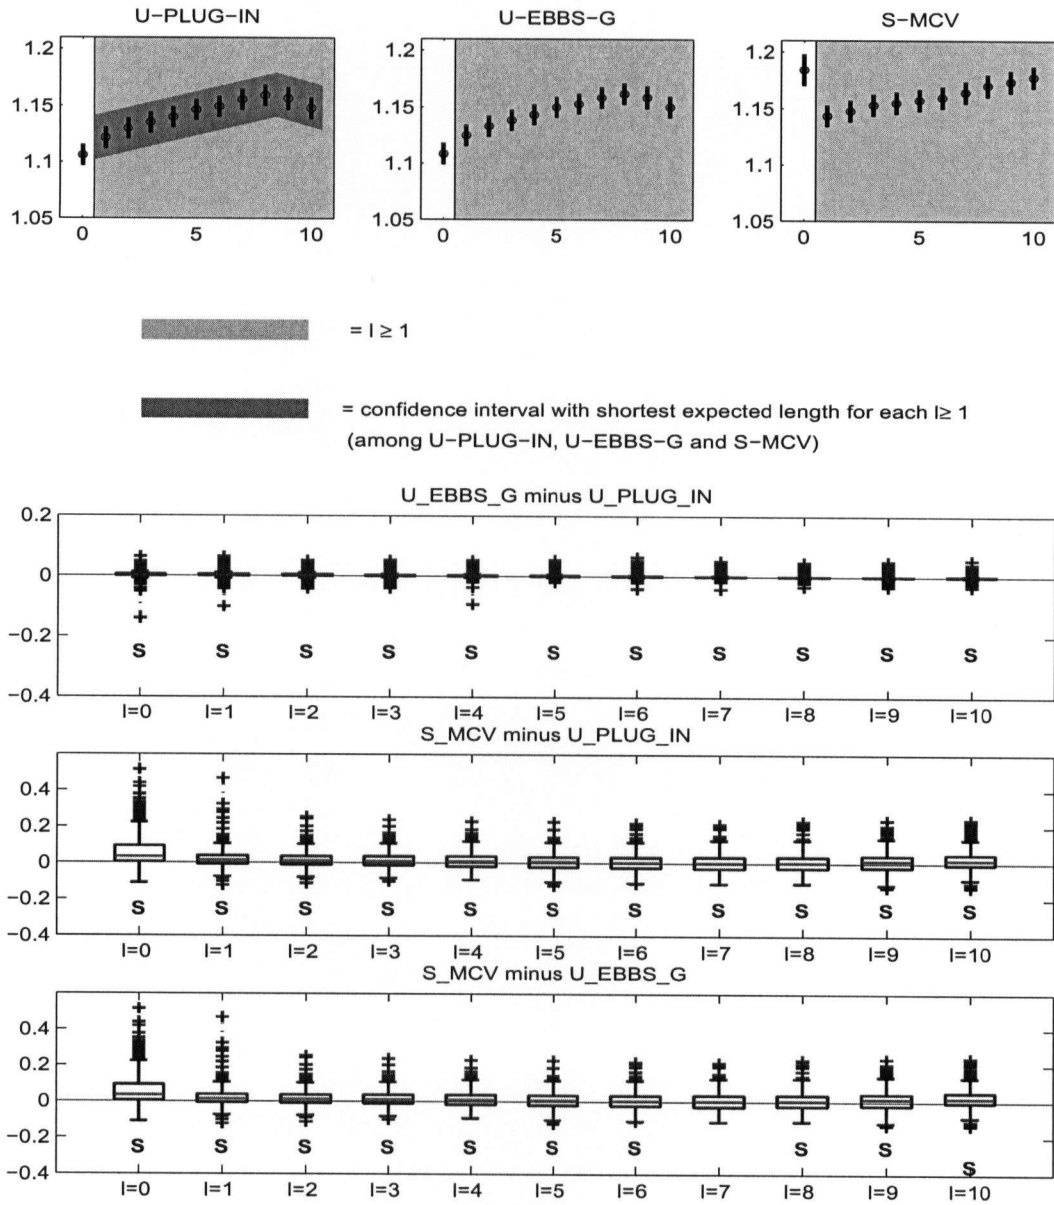 U−PLUG−IN U−EBBS−G S−MCV
1.2 1.2 1.2
1.15 1.15 1.15
1.1 1.1 1.1
1.05 1.05 1.05
0 5 10 0 5 10 0 5 10
= l ≥ 1
= confidence interval with shortest expected length for each l≥ 1
(among U−PLUG−IN, U−EBBS−G and S−MCV)
U_EBBS_G minus U_PLUG_IN
0.2
0
−0.2
−0.4
S S S S S S S S S S S
l=0 l=1 l=2 l=3 l=4 l=5 l=6 l=7 l=8 l=9 l=10
S_MCV minus U_PLUG_IN
0.4
0.2
0
−0.2
−0.4
S S S S S S S S S S S
l=0 l=1 l=2 l=3 l=4 l=5 l=6 l=7 l=8 l=9 l=10
S_MCV minus U_EBBS_G
0.4
0.2
0
−0.2
−0.4
S S S S S S S S S S
l=0 l=1 l=2 l=3 l=4 l=5 l=6 l=7 l=8 l=9 l=10